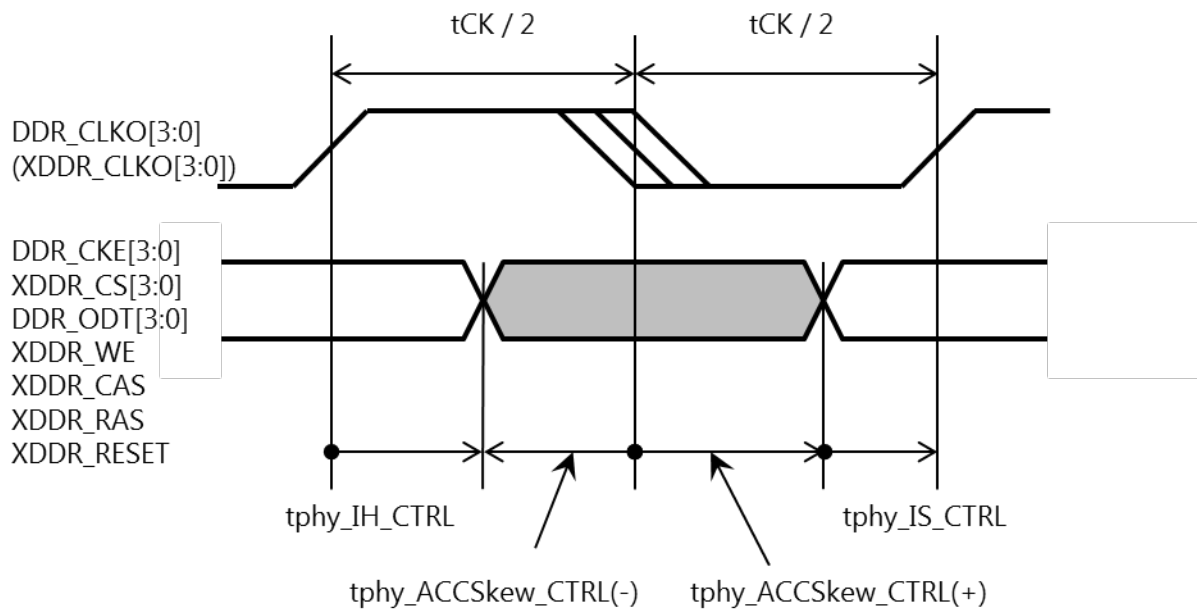 tCK / 2
tCK / 2
DDR_CLKO[3:0]
(XDDR_CLKO[3:0])
DDR_CKE[3:0]
XDDR_CS[3:0]
DDR_ODT[3:0]
XDDR_WE
XDDR_CAS
XDDR_RAS
XDDR_RESET
tphy_IH_CTRL
tphy_IS_CTRL
tphy_ACCSkew_CTRL(-)
tphy_ACCSkew_CTRL(+)